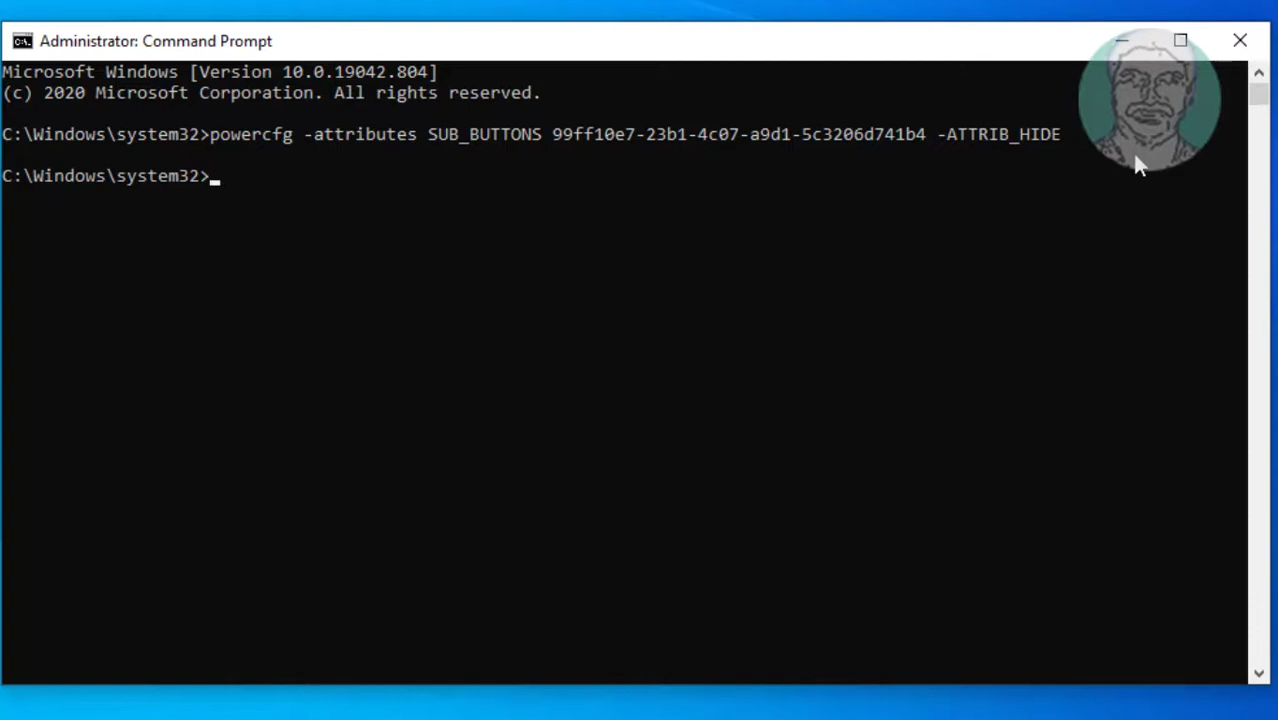 Administrator: Command Prompt
Microsoft Windows [Version 10.0.19042.804]
(c) 2020 Microsoft Corporation. All rights reserved.
C:\Windows\system32>powercfg -attributes SUB_BUTTONS 99ff10e7-23b1-4c07-a9d1-5c3206d741b4 -ATTRIB_HIDE
C:\Windows\system32>